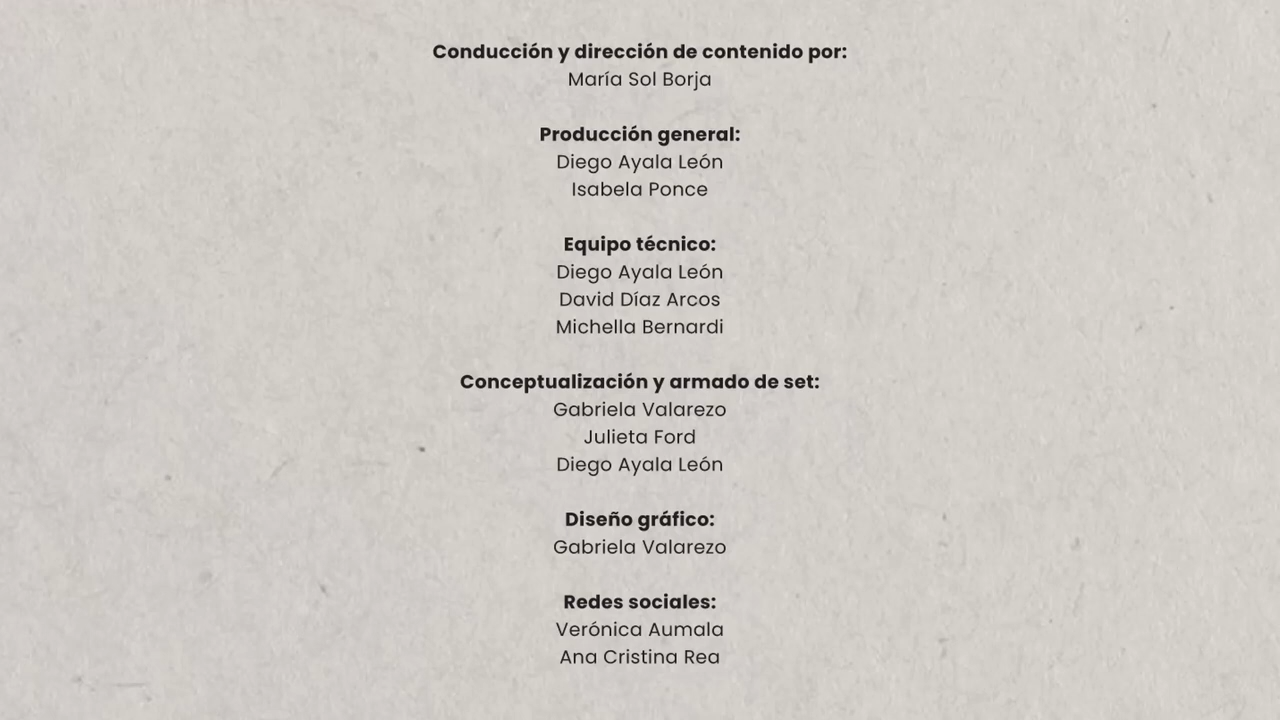 Conducción y dirección de contenido por:
María Sol Borja
Producción general:
Diego Ayala León
Isabela Ponce
Equipo técnico:
Diego Ayala León
David Díaz Arcos
Michella Bernardi
Conceptualización y armado de set:
Gabriela Valarezo
Julieta Ford
Diego Ayala León
Diseño gráfico:
Gabriela Valarezo
Redes sociales:
Verónica Aumala
Ana Cristina Rea